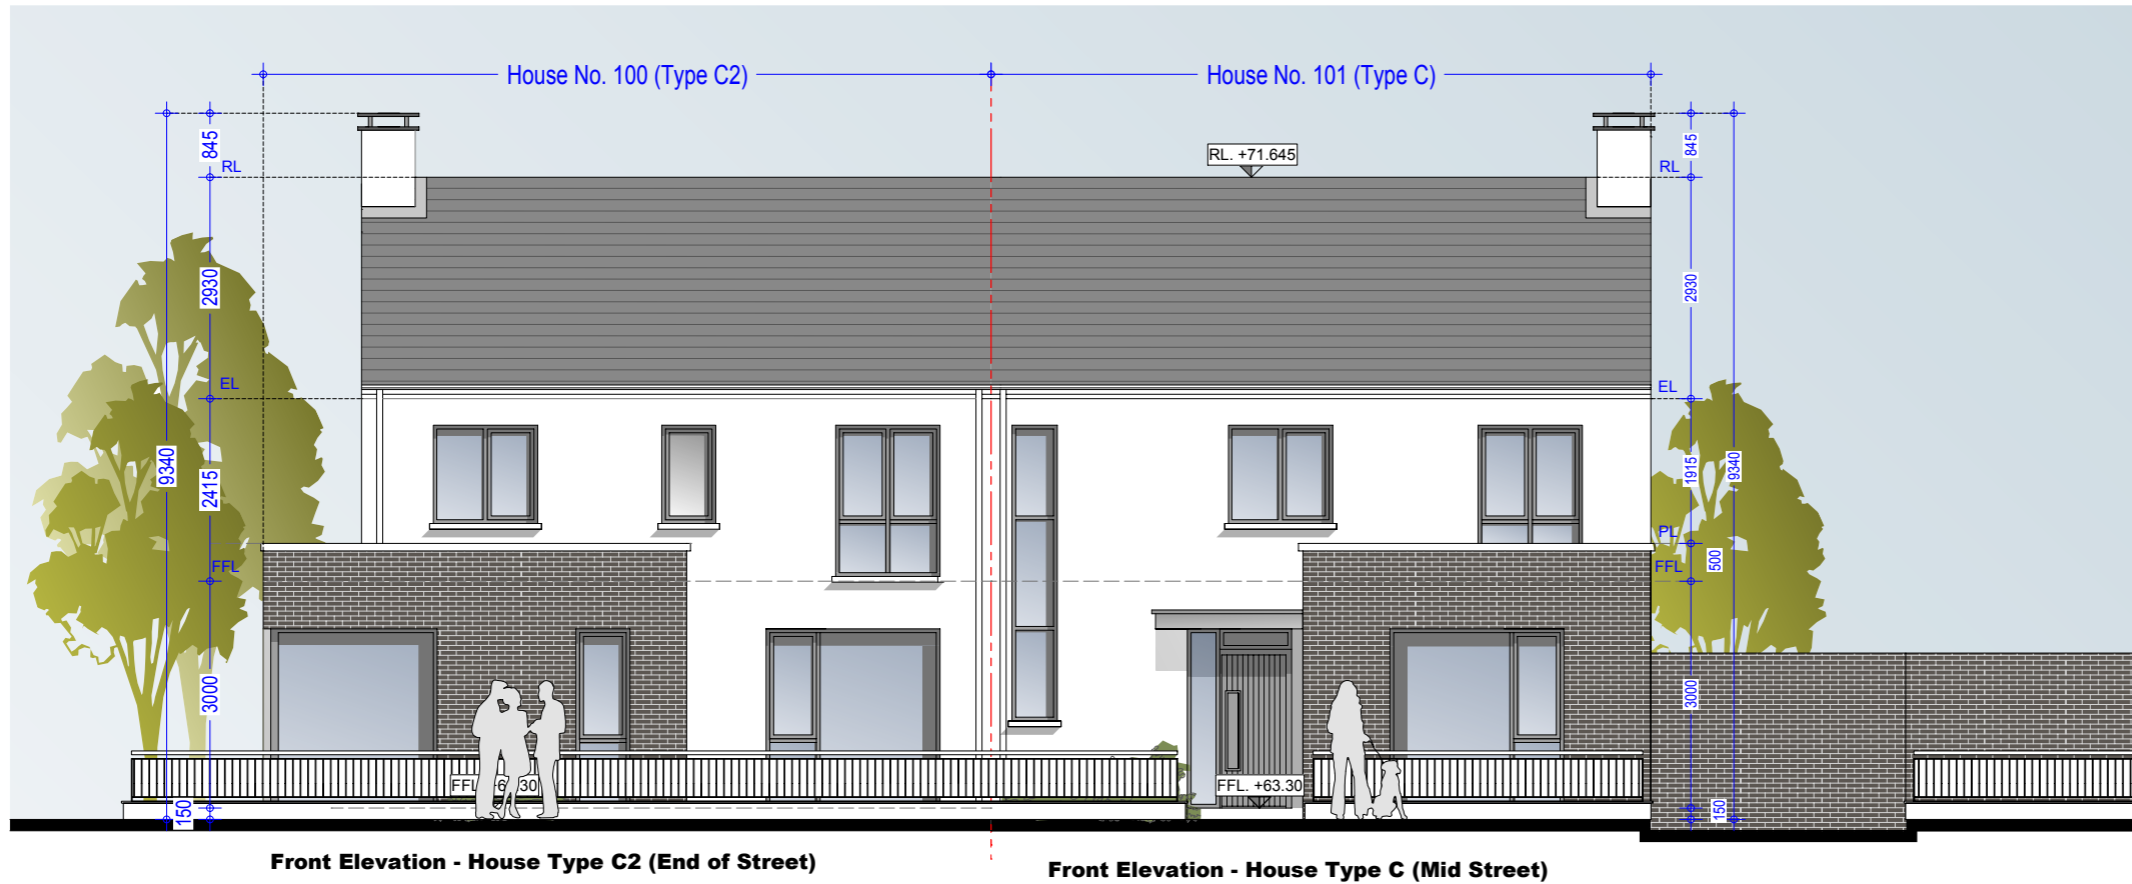 House No. 100 (Type C2)
House No. 101 (Type C)
845
RL
RL. +71.645
845
RL
2930
2930
EL
EL
9340
2415
1915
9340
PL
FFL
500
FFL
3000
3000
FFL. 30
FFL. +63.30
150
150
Front Elevation - House Type C2 (End of Street)
Front Elevation - House Type C (Mid Street)